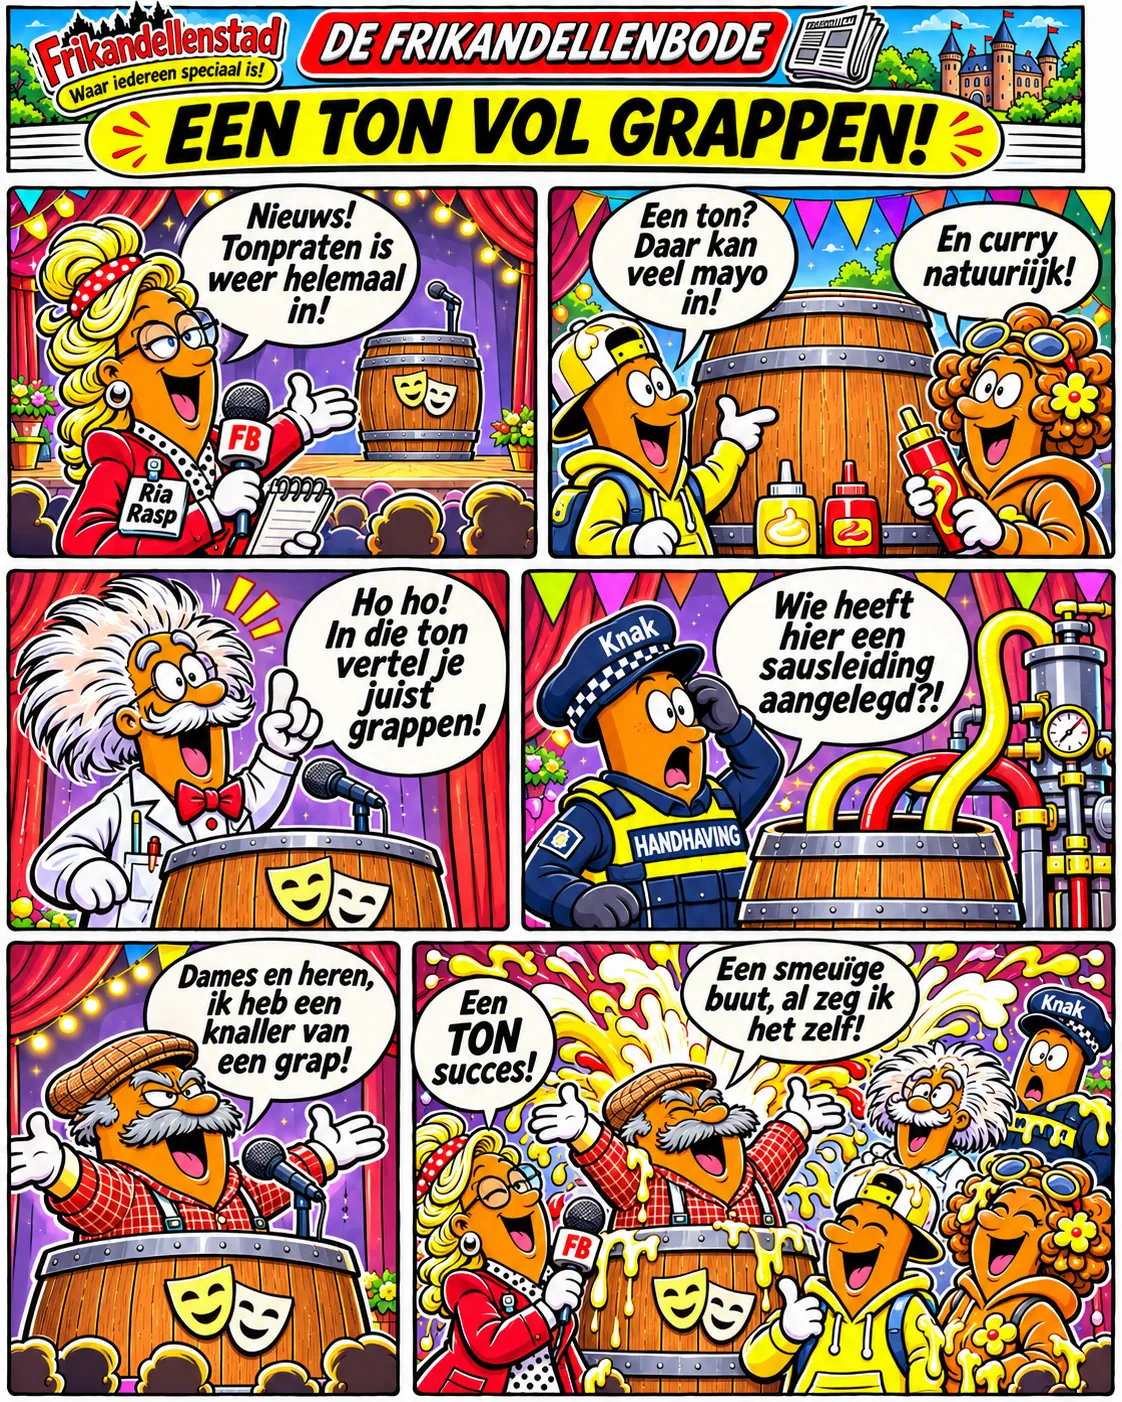 Frikandellenstad
Waar iedereen speciaal is!
DE FRIKANDELLENBODE
EEN TON VOL GRAPPEN!
Nieuws!
Tonpraten is
weer helemaal
in!
FB
Ria
Rasp
Een ton?
Daar kan
veel mayo
in!
En curry
natuuriijk!
Ho ho!
In die ton
vertel je
juist
grappen!
Knak
Wie heeft
hier een
sausleiding
aangelegd?!
HANDHAVING
Dames en heren,
ik heb een
knaller van
een grap!
Een
TON
succes!
Een smeuïge
buut, al zeg ik
het zelf!
Knak
FB